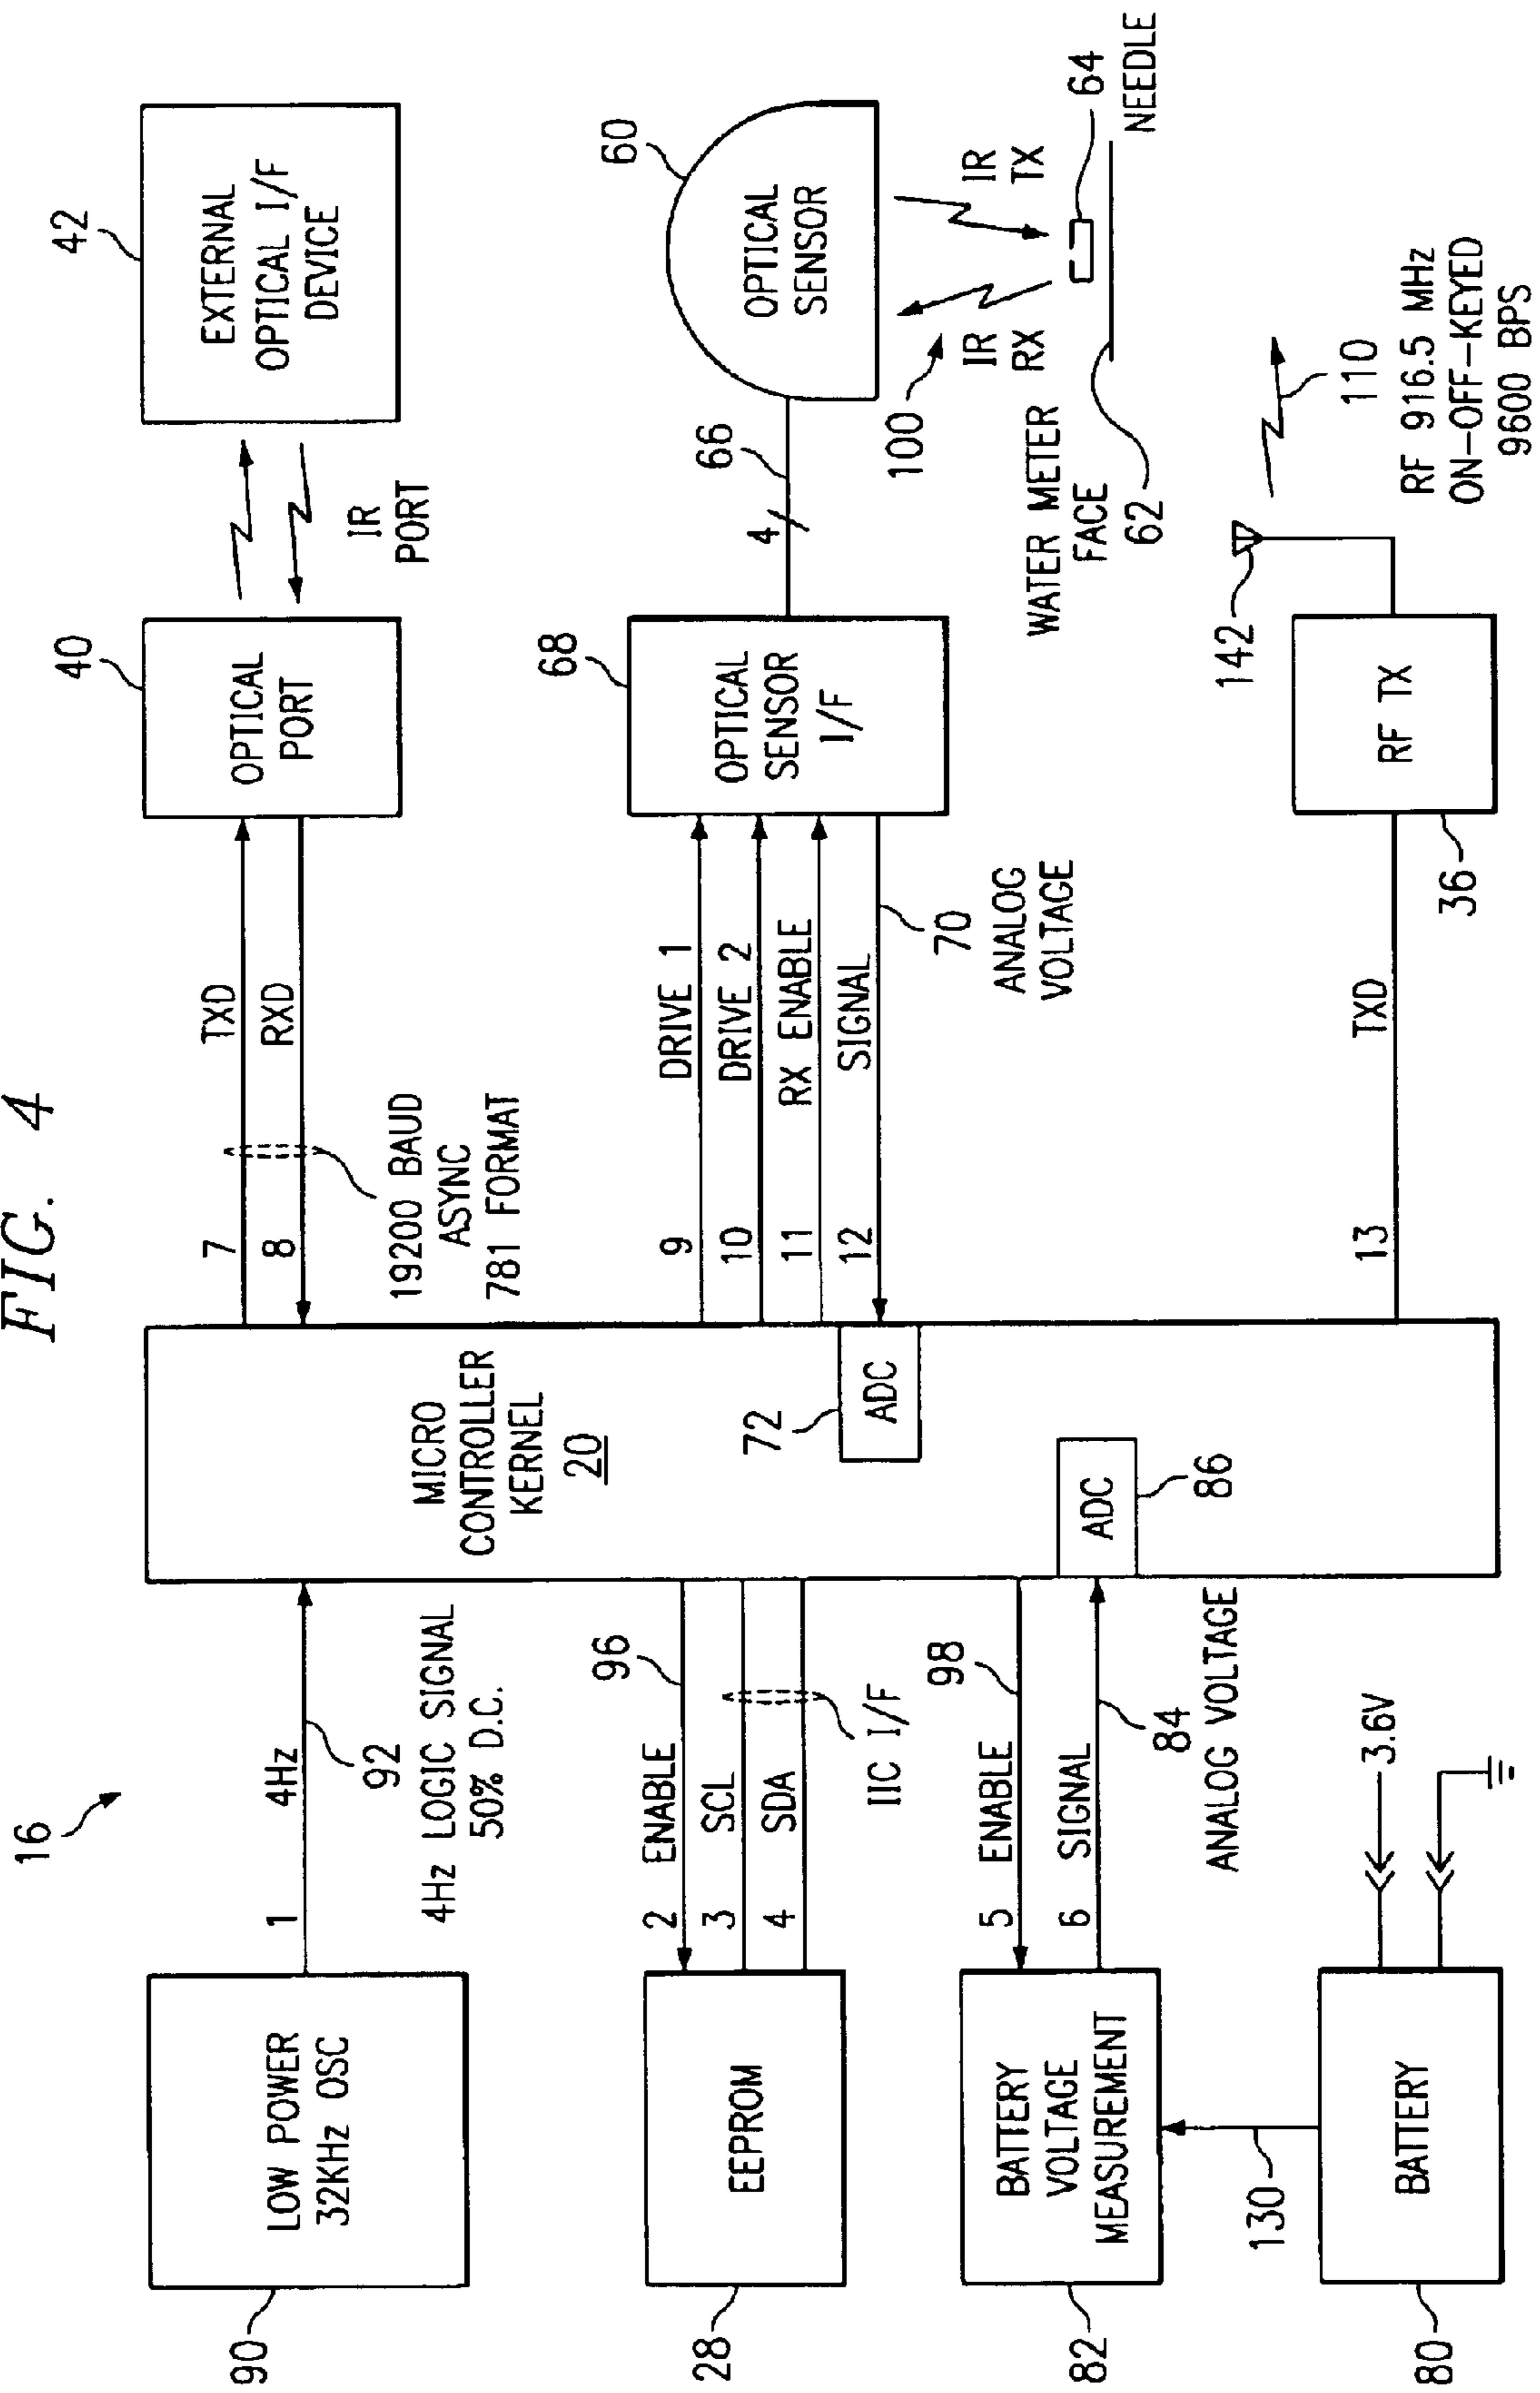 FIG. 4
16
90
LOW POWER
32KHz OSC
1
4Hz
92
4Hz LOGIC SIGNAL
50% D.C.
28
EEPROM
2
ENABLE
96
3
SCL
4
SDA
IIC I/F
82
BATTERY
VOLTAGE
MEASUREMENT
5
ENABLE
98
6
SIGNAL
84
ANALOG VOLTAGE
130
80
BATTERY
3.6V
MICRO
CONTROLLER
KERNEL
20
72
ADC
ADC
86
7
TXD
8
RXD
19200 BAUD
ASYNC
781 FORMAT
40
OPTICAL
PORT
IR
PORT
42
EXTERNAL
OPTICAL I/F
DEVICE
9
DRIVE 1
10
DRIVE 2
11
RX ENABLE
12
SIGNAL
70
ANALOG
VOLTAGE
68
OPTICAL
SENSOR
I/F
4
66
60
OPTICAL
SENSOR
100
IR
RX
IR
TX
64
WATER METER
FACE
62
NEEDLE
13
TXD
36
RF TX
142
110
RF 916.5 MHz
ON-OFF-KEYED
9600 BPS